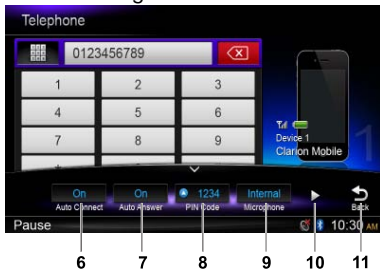 Telephone
0123456789
1 2 3
4 5 6
7 8 9
Device 1
Clarion Mobile
1
On On 1234 Internal
Auto Connect Auto Answer PIN Code Microphone Back
Pause 10:30 AM
6 7 8 9 10 11